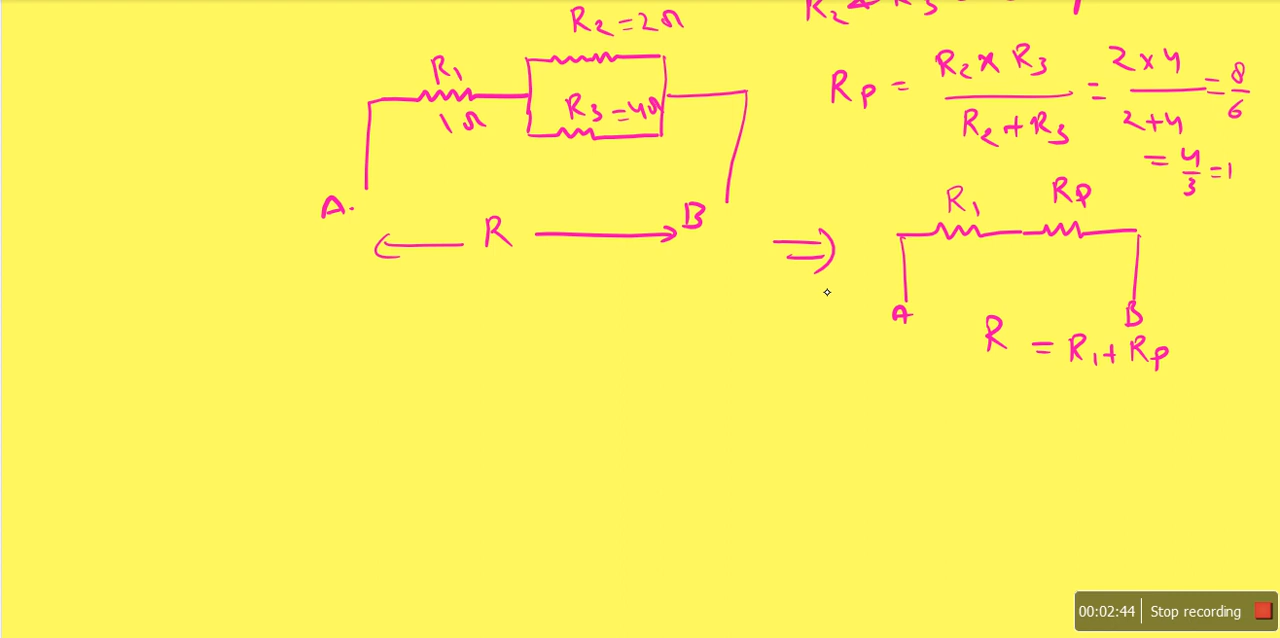 R₂ = 2Ω
R₁
1Ω
R₃ = 4Ω
A.
B
R
Rp = R₂ × R₃ / R₂ + R₃ = 2 × 4 / 2 + 4 = 8/6
= 4/3 = 1
R₁ Rp
A B
R = R₁ + Rp
00:02:44 Stop recording